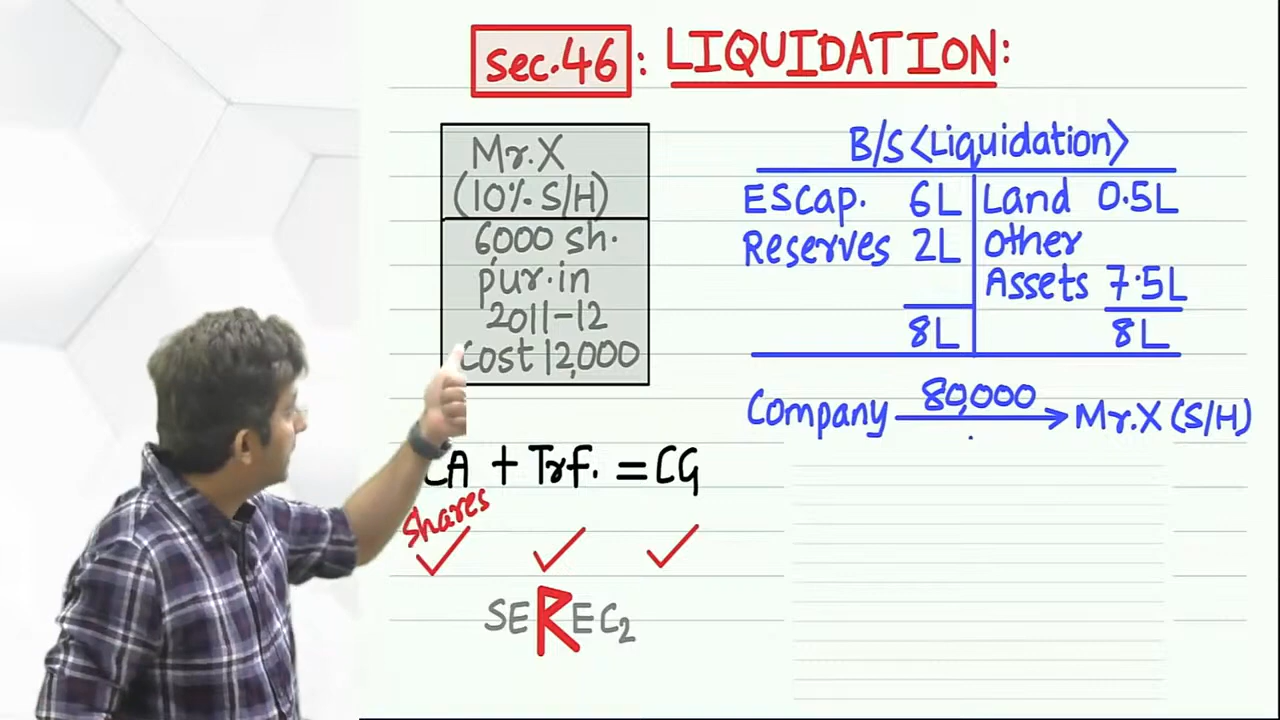 sec.46 : LIQUIDATION:
Mr.X
(10% S/H)
6000 sh.
pur.in
2011-12
Cost 12,000
B/S <Liquidation>
EScap. 6L Land 0.5L
Reserves 2L Other
Assets 7.5L
8L 8L
Company 80,000 Mr.X (S/H)
CA + Trf. = CG
Shares
SEREC2